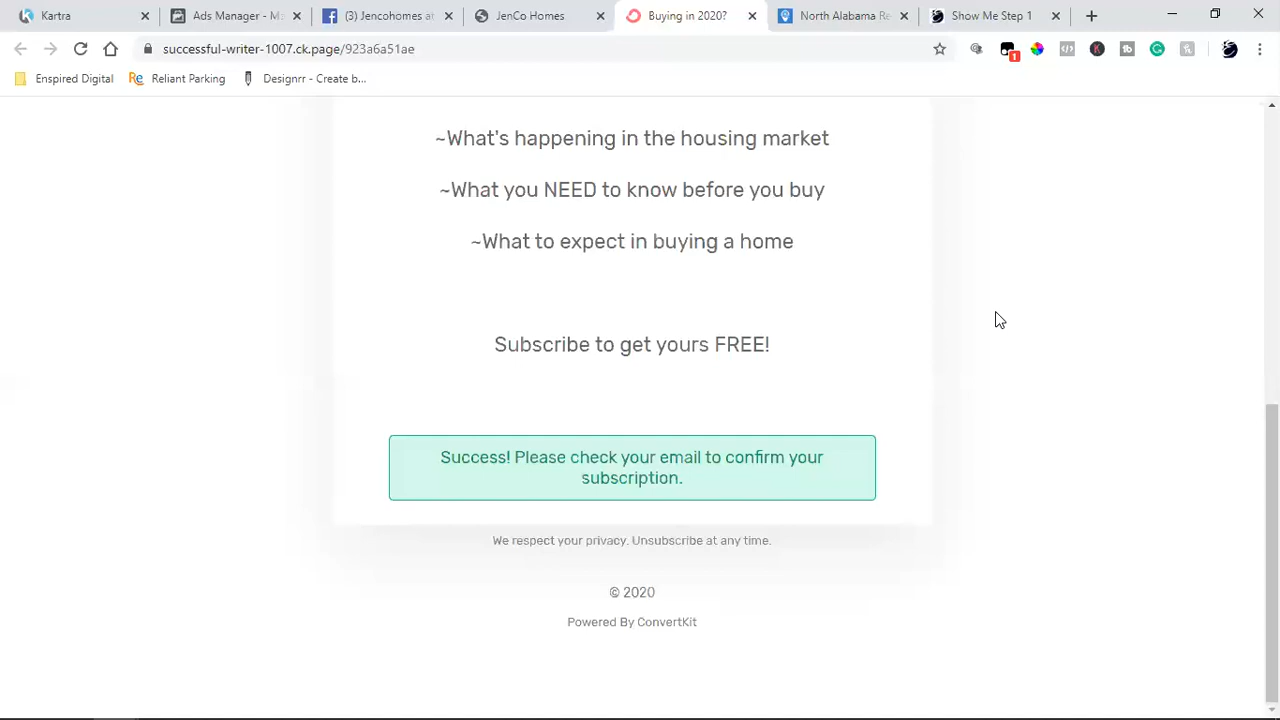 Kartra
Ads Manager - Ma
(3) Jencohomes at
JenCo Homes
Buying in 2020?
North Alabama Re
Show Me Step 1
successful-writer-1007.ck.page/923a6a51ae
1
Enspired Digital
Re Reliant Parking
Designrr - Create b...
~What's happening in the housing market
~What you NEED to know before you buy
~What to expect in buying a home
Subscribe to get yours FREE!
Success! Please check your email to confirm your
subscription.
We respect your privacy. Unsubscribe at any time.
© 2020
Powered By ConvertKit